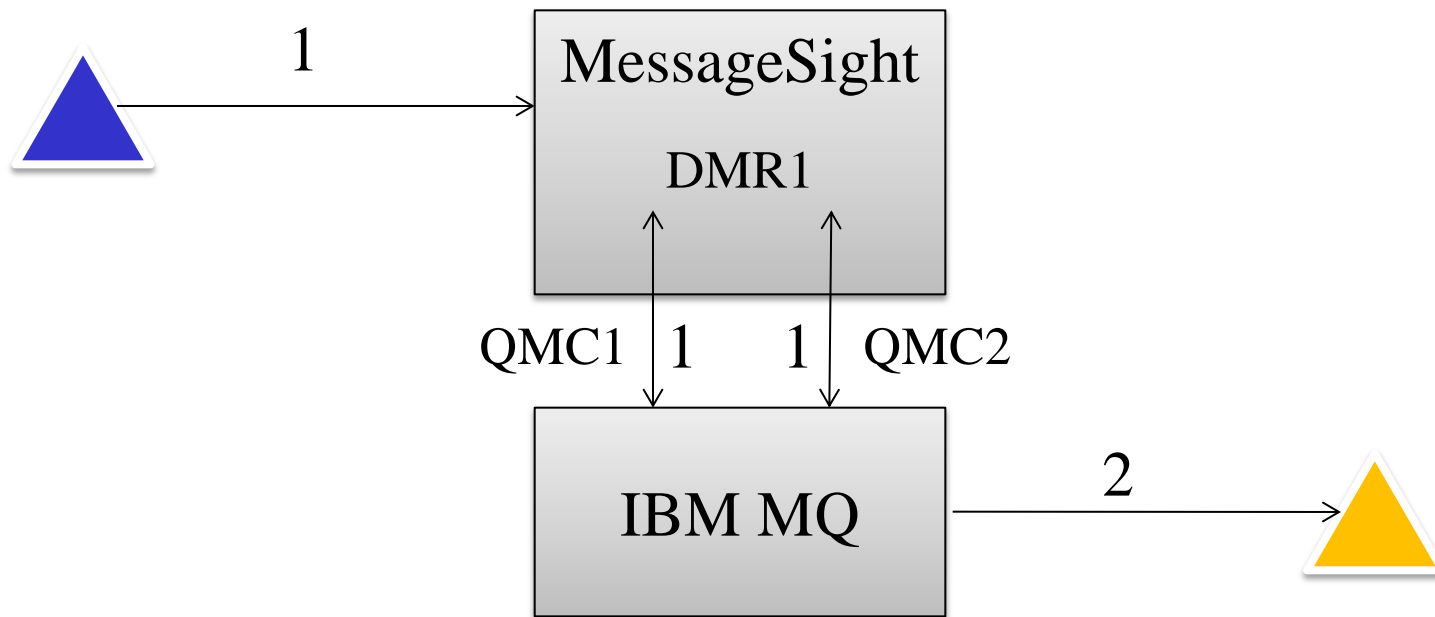 1
MessageSight
DMR1
QMC1 1 1 QMC2
2
IBM MQ